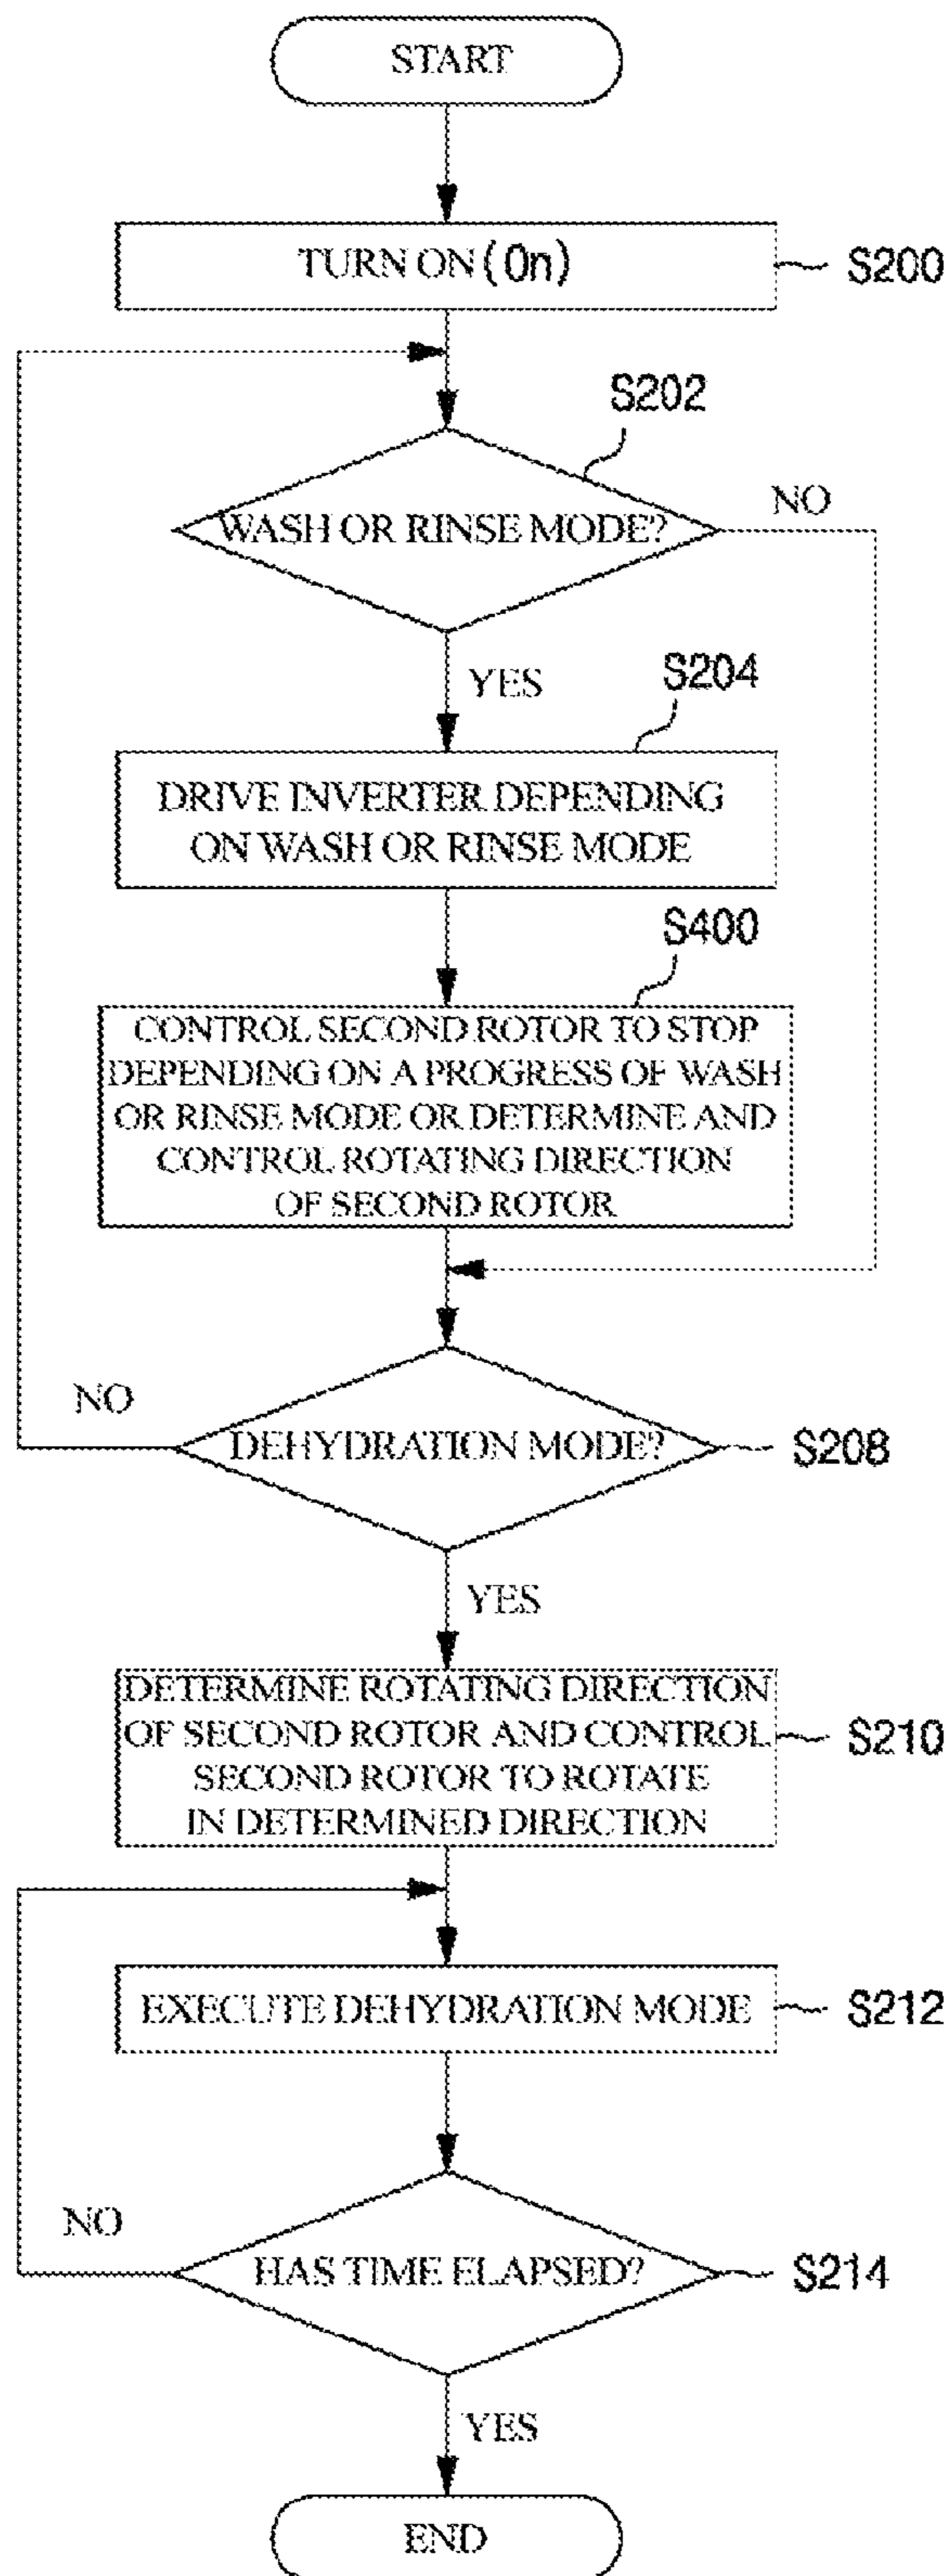 START
TURN ON (On)
S200
S202
WASH OR RINSE MODE?
NO
YES
S204
DRIVE INVERTER DEPENDING
ON WASH OR RINSE MODE
S400
CONTROL SECOND ROTOR TO STOP
DEPENDING ON A PROGRESS OF WASH
OR RINSE MODE OR DETERMINE AND
CONTROL ROTATING DIRECTION
OF SECOND ROTOR
NO
DEHYDRATION MODE?
S208
YES
DETERMINE ROTATING DIRECTION
OF SECOND ROTOR AND CONTROL
SECOND ROTOR TO ROTATE
IN DETERMINED DIRECTION
S210
EXECUTE DEHYDRATION MODE
S212
NO
HAS TIME ELAPSED?
S214
YES
END